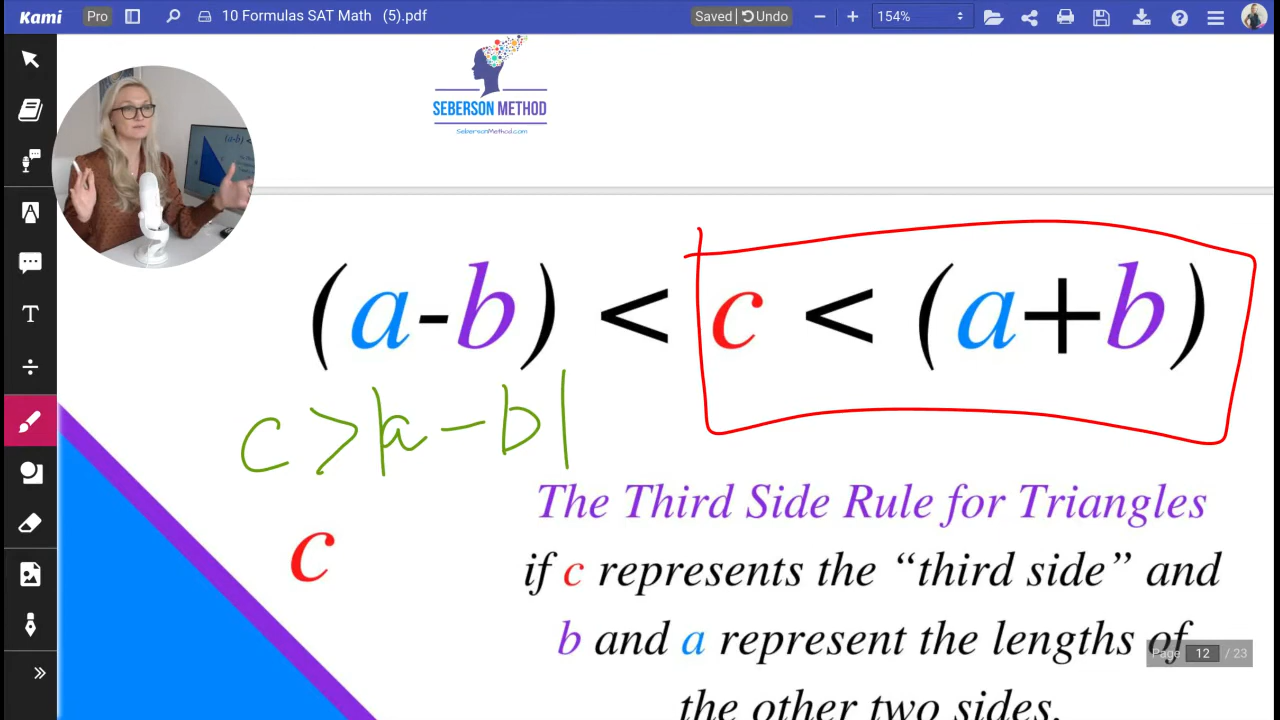 Kami
Pro
10 Formulas SAT Math (5).pdf
Saved
Undo
154%
SEBERSON METHOD
SebersonMethod.com
(a-b) < c < (a+b)
c > |a - b|
c
The Third Side Rule for Triangles
if c represents the “third side” and
b and a represent the lengths of
the other two sides.
Page 12 / 23